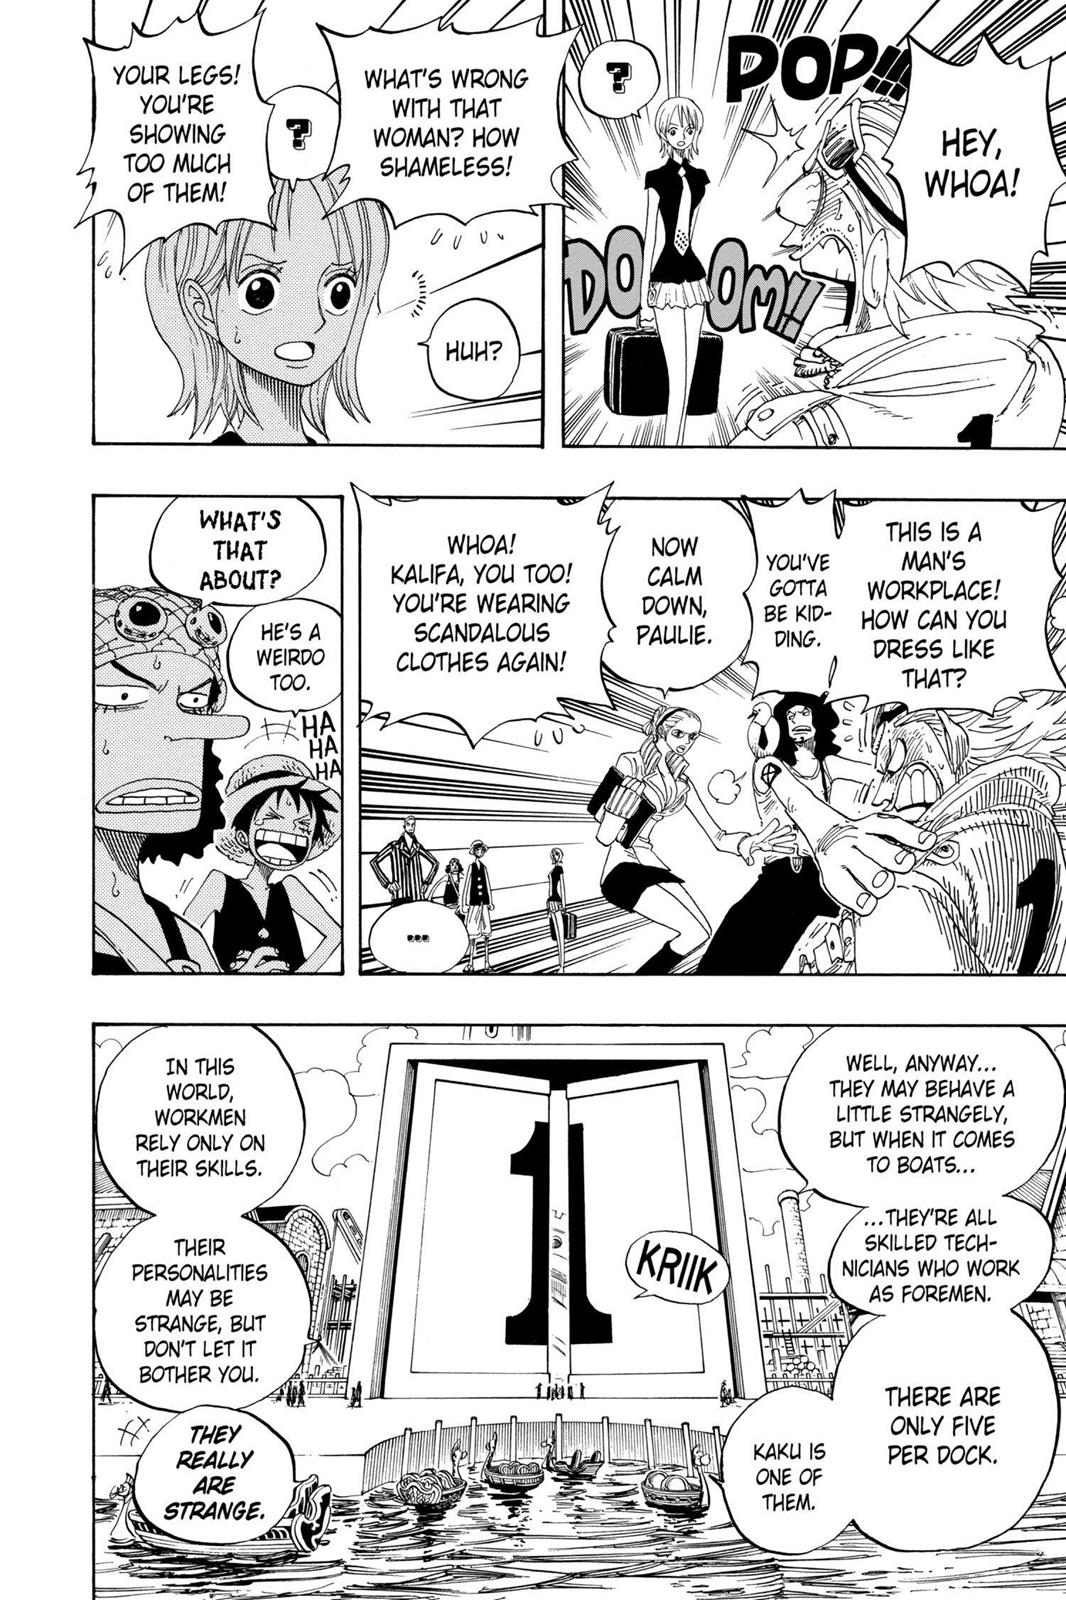 HEY,
WHOA!
POP!!!
?
DO
OM!!
1
WHAT'S WRONG
WITH THAT
WOMAN? HOW
SHAMELESS!
?
YOUR LEGS!
YOU'RE
SHOWING
TOO MUCH
OF THEM!
HUH?
THIS IS A
MAN'S
WORKPLACE!
HOW CAN YOU
DRESS LIKE
THAT?
YOU'VE
GOTTA
BE KID-
DING.
NOW
CALM
DOWN,
PAULIE.
WHOA!
KALIFA, YOU TOO!
YOU'RE WEARING
SCANDALOUS
CLOTHES AGAIN!
...
1
WHAT'S
THAT
ABOUT?
HE'S A
WEIRDO
TOO.
HA
HA
HA
WELL, ANYWAY...
THEY MAY BEHAVE A
LITTLE STRANGELY,
BUT WHEN IT COMES
TO BOATS...
...THEY'RE ALL
SKILLED TECH-
NICIANS WHO WORK
AS FOREMEN.
THERE ARE
ONLY FIVE
PER DOCK.
KAKU IS
ONE OF
THEM.
1
KRIIK
IN THIS
WORLD,
WORKMEN
RELY ONLY ON
THEIR SKILLS.
THEIR
PERSONALITIES
MAY BE
STRANGE, BUT
DON'T LET IT
BOTHER YOU.
THEY
REALLY
ARE
STRANGE.